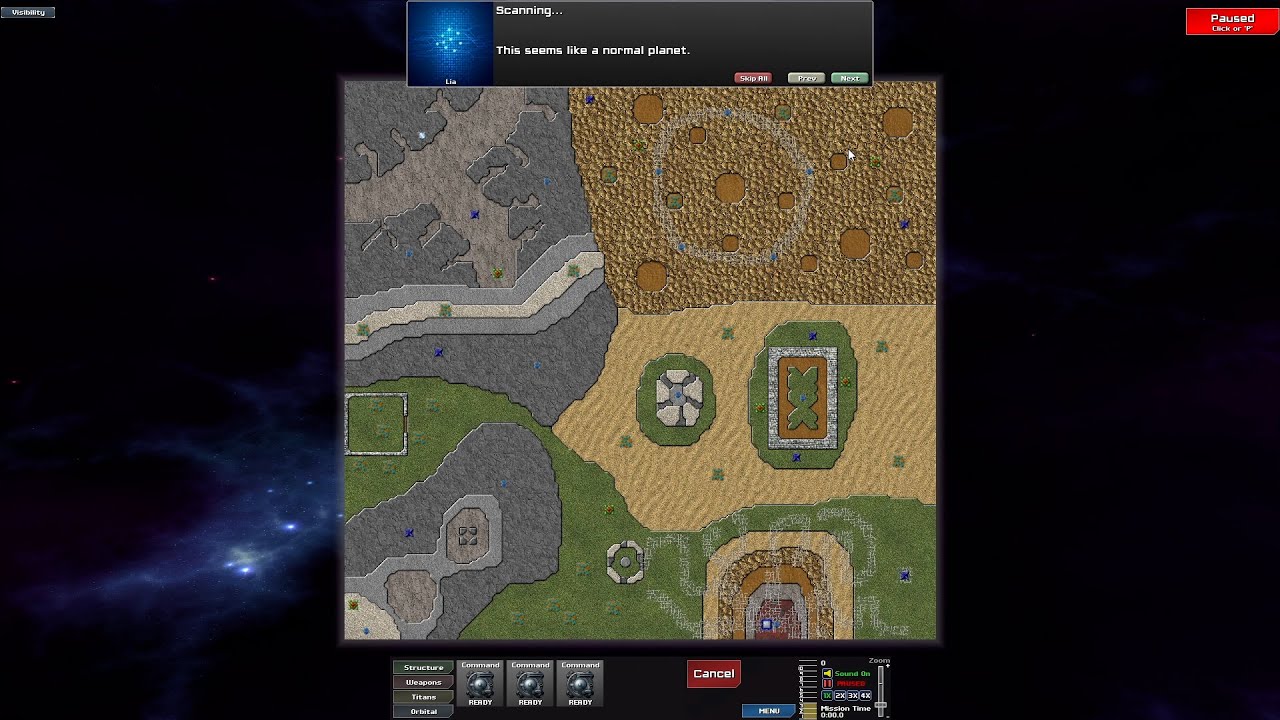 Visibility
Scanning...
This seems like a normal planet.
Lia
Skip All
Prev
Next
Paused
Click or 'P'
Structure
Weapons
Titans
Orbital
Command
READY
Command
READY
Command
READY
Cancel
MENU
0
Sound On
PAUSED
1X 2X 3X 4X
Mission Time
0:00.0
Zoom
+
-